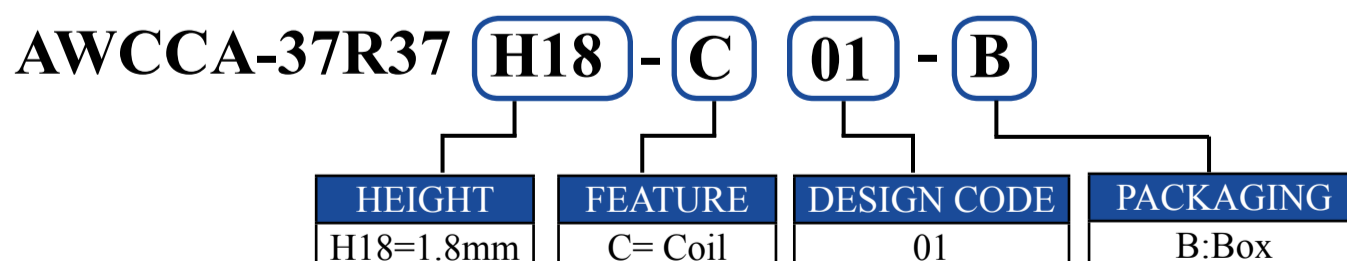 AWCCA-37R37 H18 - C 01 - B
HEIGHT FEATURE DESIGN CODE PACKAGING
H18=1.8mm C= Coil 01 B:Box